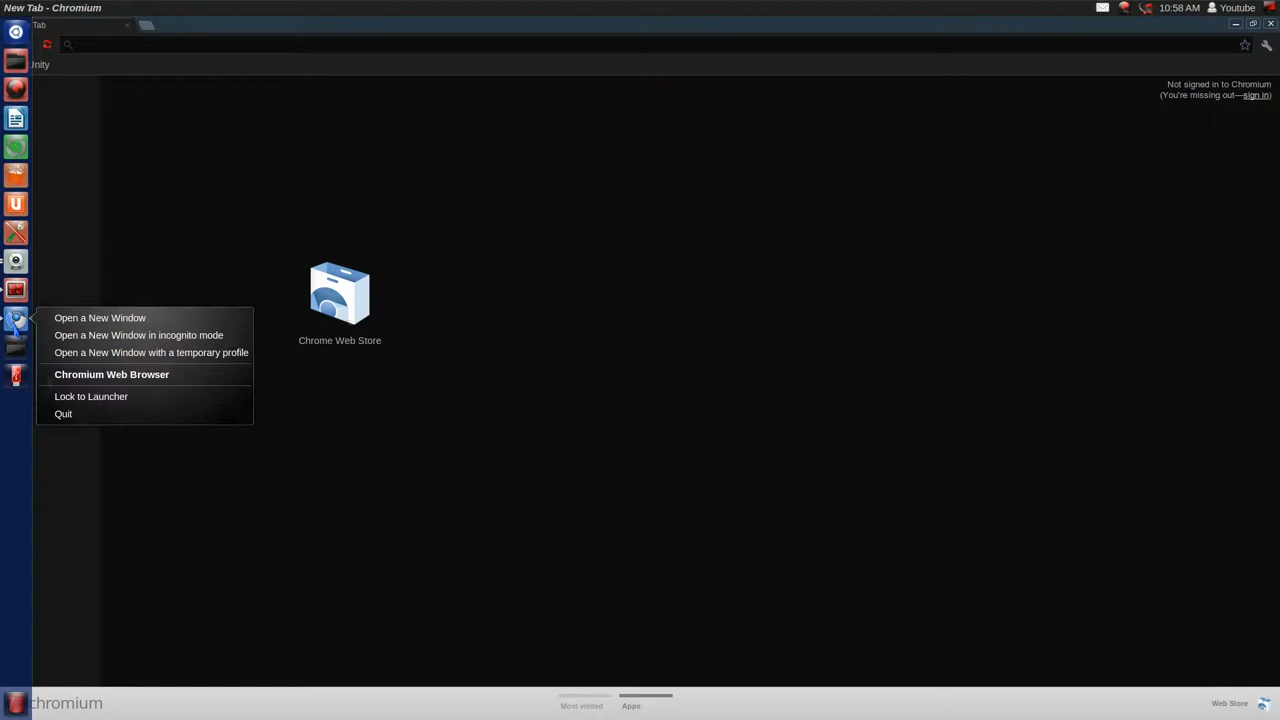 New Tab - Chromium
10:58 AM
Youtube
Tab
Unity
Not signed in to Chromium
(You're missing out—sign in)
Chrome Web Store
Open a New Window
Open a New Window in incognito mode
Open a New Window with a temporary profile
Chromium Web Browser
Lock to Launcher
Quit
chromium
Most visited
Apps
Web Store